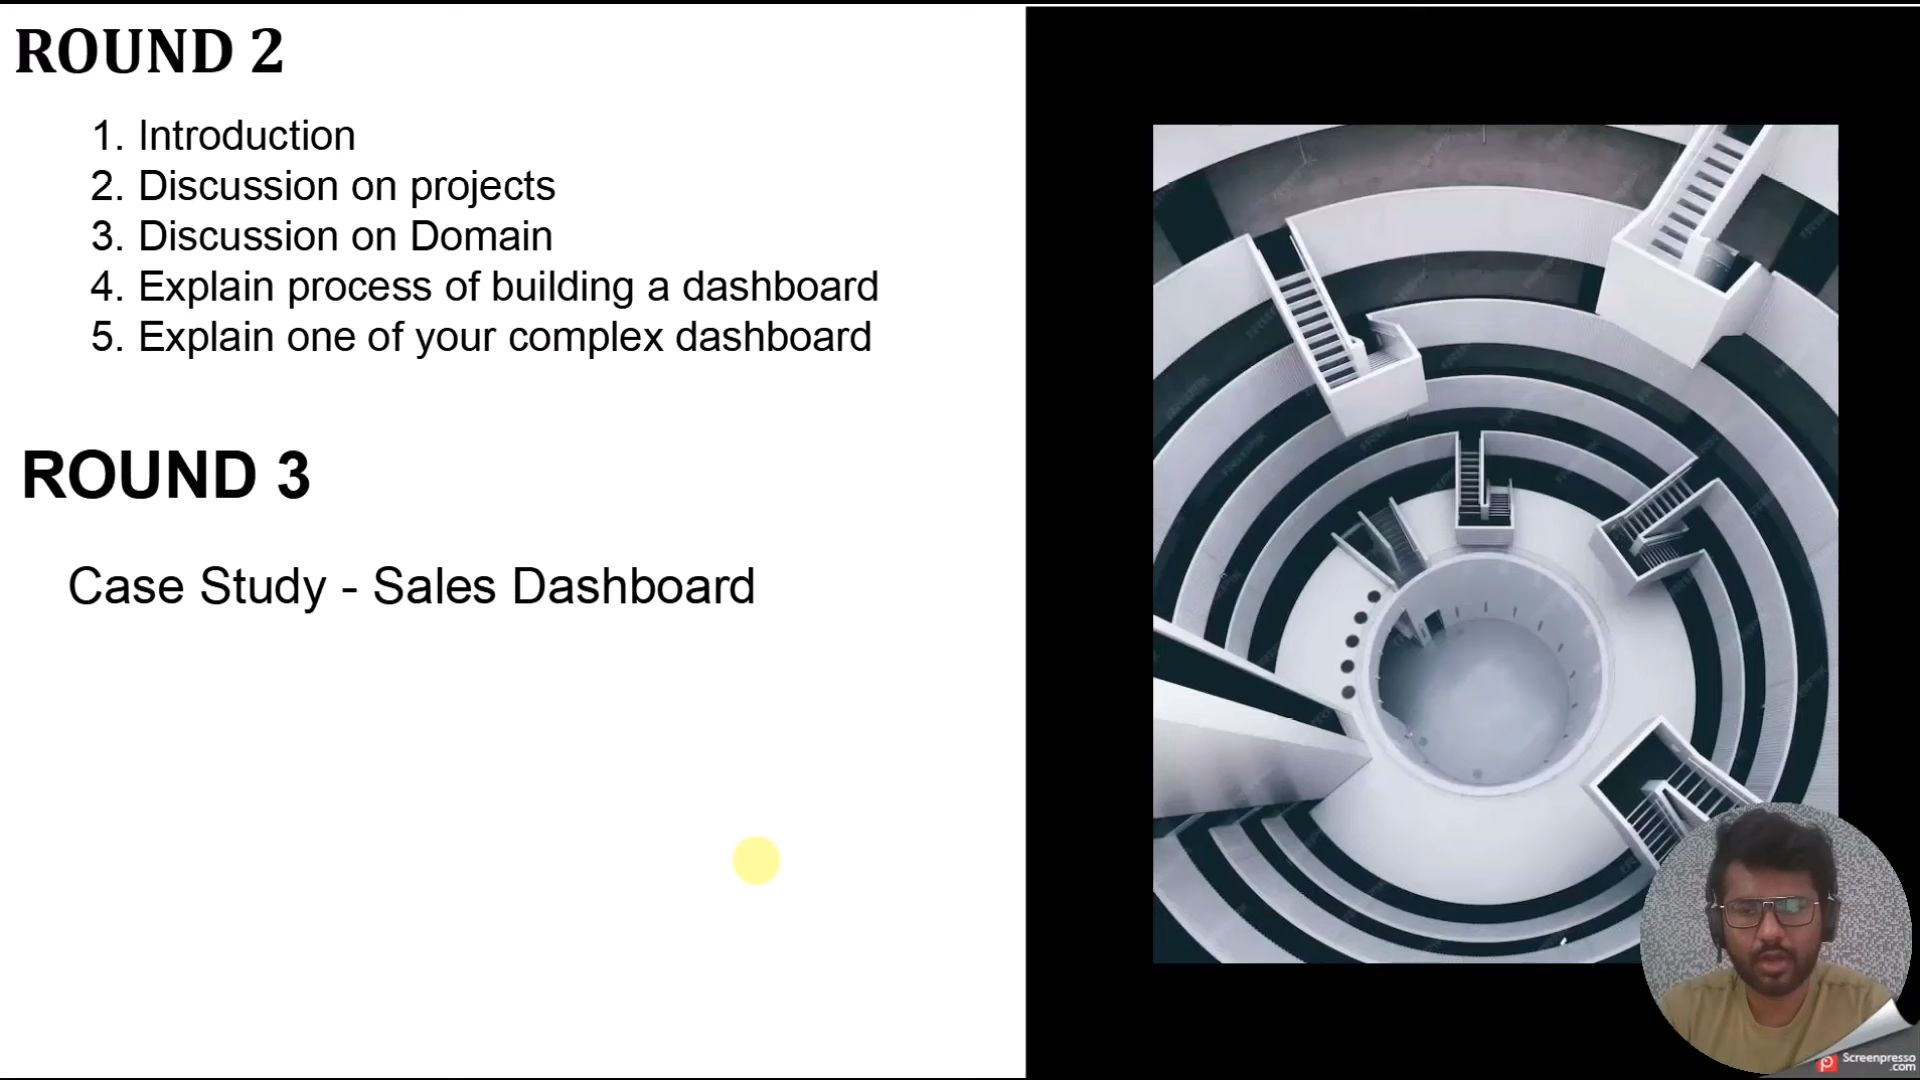 ROUND 2
1. Introduction
2. Discussion on projects
3. Discussion on Domain
4. Explain process of building a dashboard
5. Explain one of your complex dashboard
ROUND 3
Case Study - Sales Dashboard
Screenpresso
.com